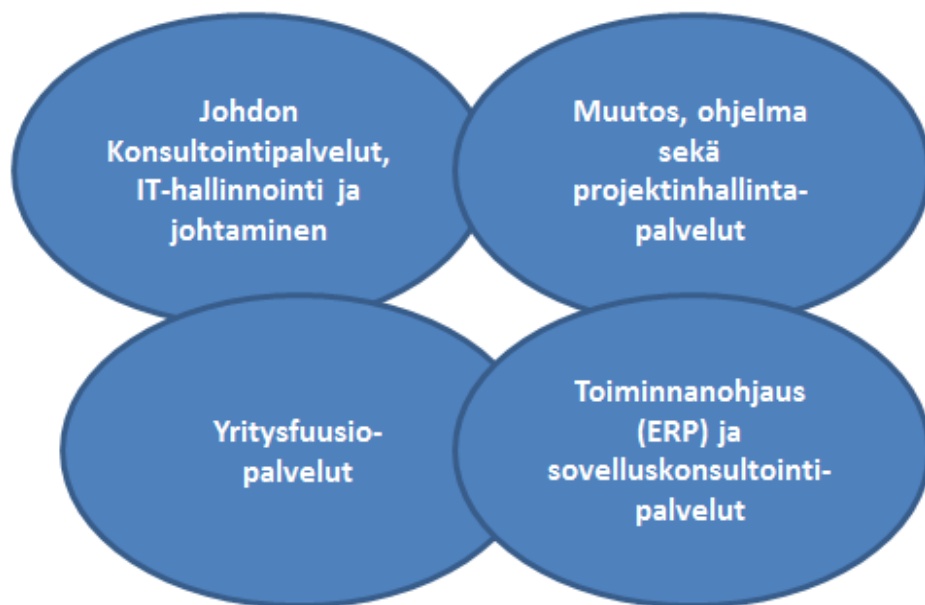 Johdon
Konsultointipalvelut,
IT-hallinnointi ja
johtaminen
Muutos, ohjelma
sekä
projektinhallinta-
palvelut
Yritysfuusio-
palvelut
Toiminnanohjaus
(ERP) ja
sovelluskonsultointi-
palvelut